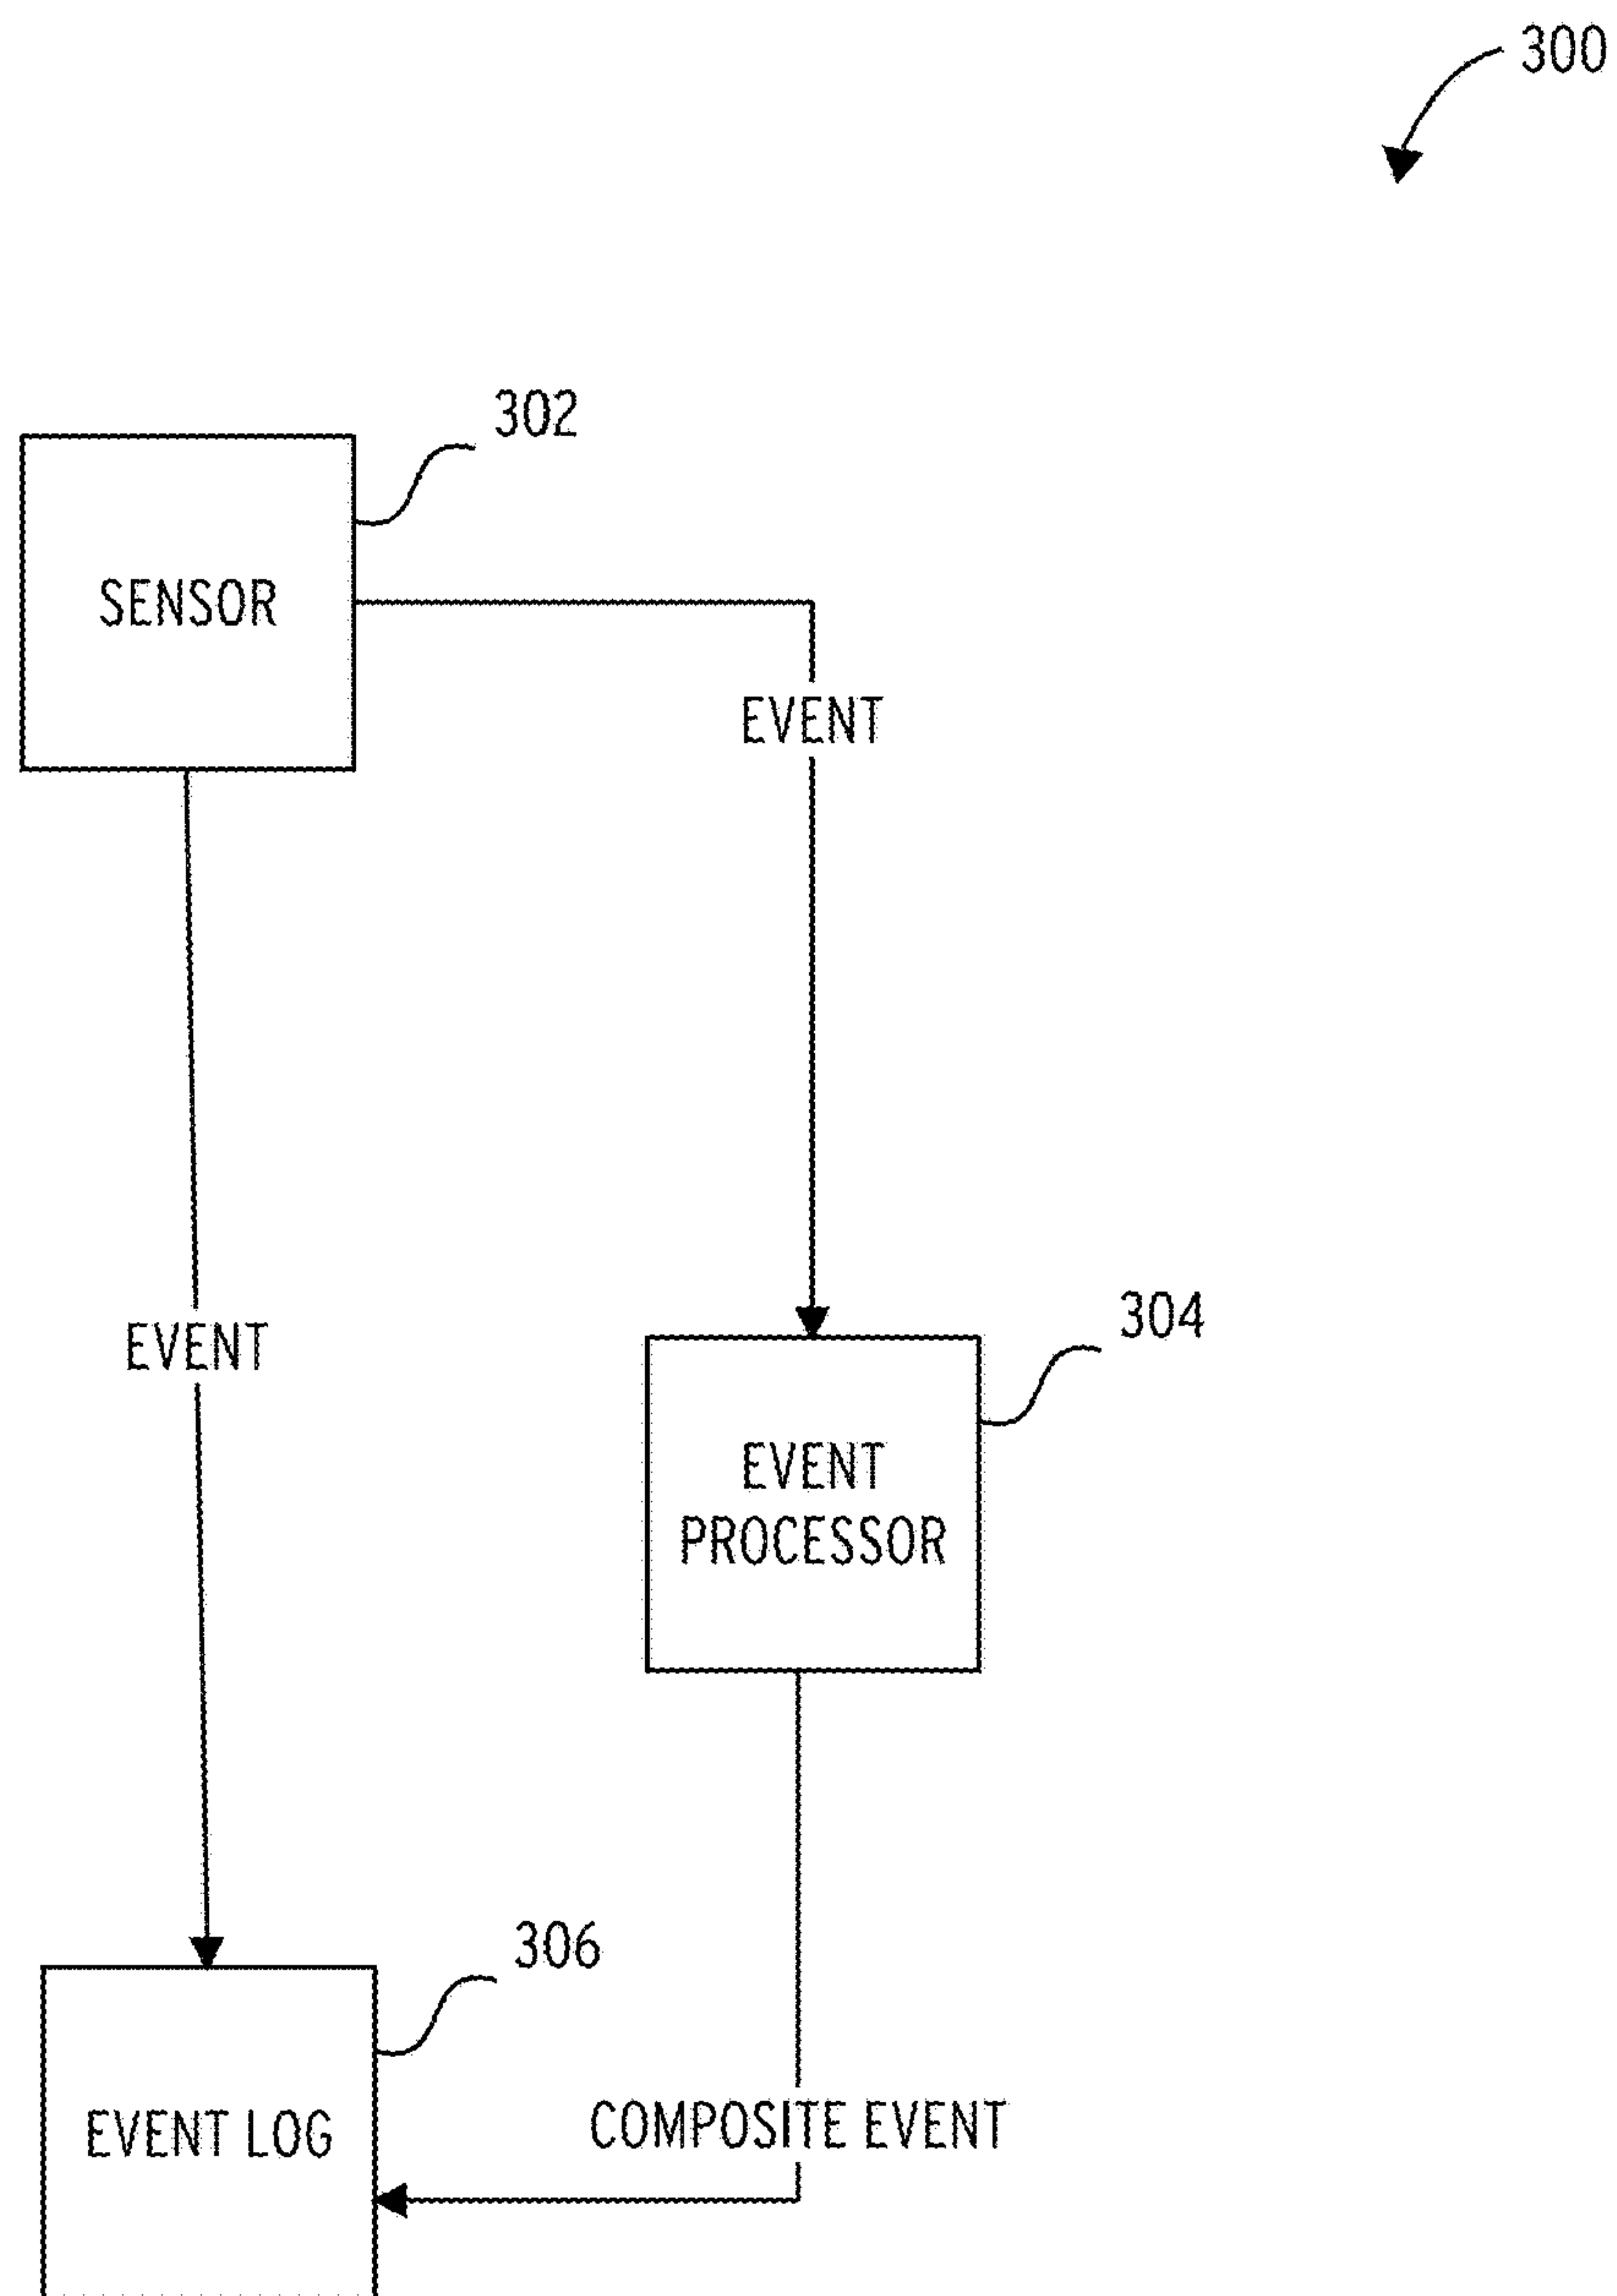 300
302
SENSOR
EVENT
304
EVENT
EVENT
PROCESSOR
306
COMPOSITE EVENT
EVENT LOG